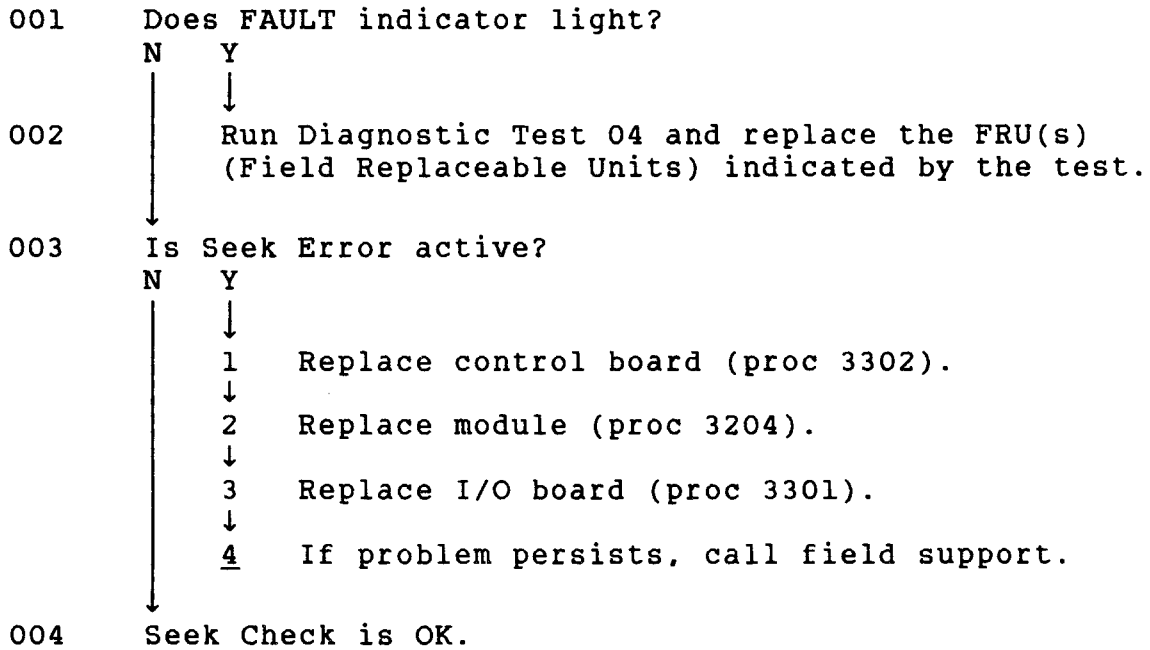 001 Does FAULT indicator light?
N Y
002 Run Diagnostic Test 04 and replace the FRU(s)
(Field Replaceable Units) indicated by the test.
003 Is Seek Error active?
N Y
1 Replace control board (proc 3302).
2 Replace module (proc 3204).
3 Replace I/O board (proc 3301).
4 If problem persists, call field support.
004 Seek Check is OK.